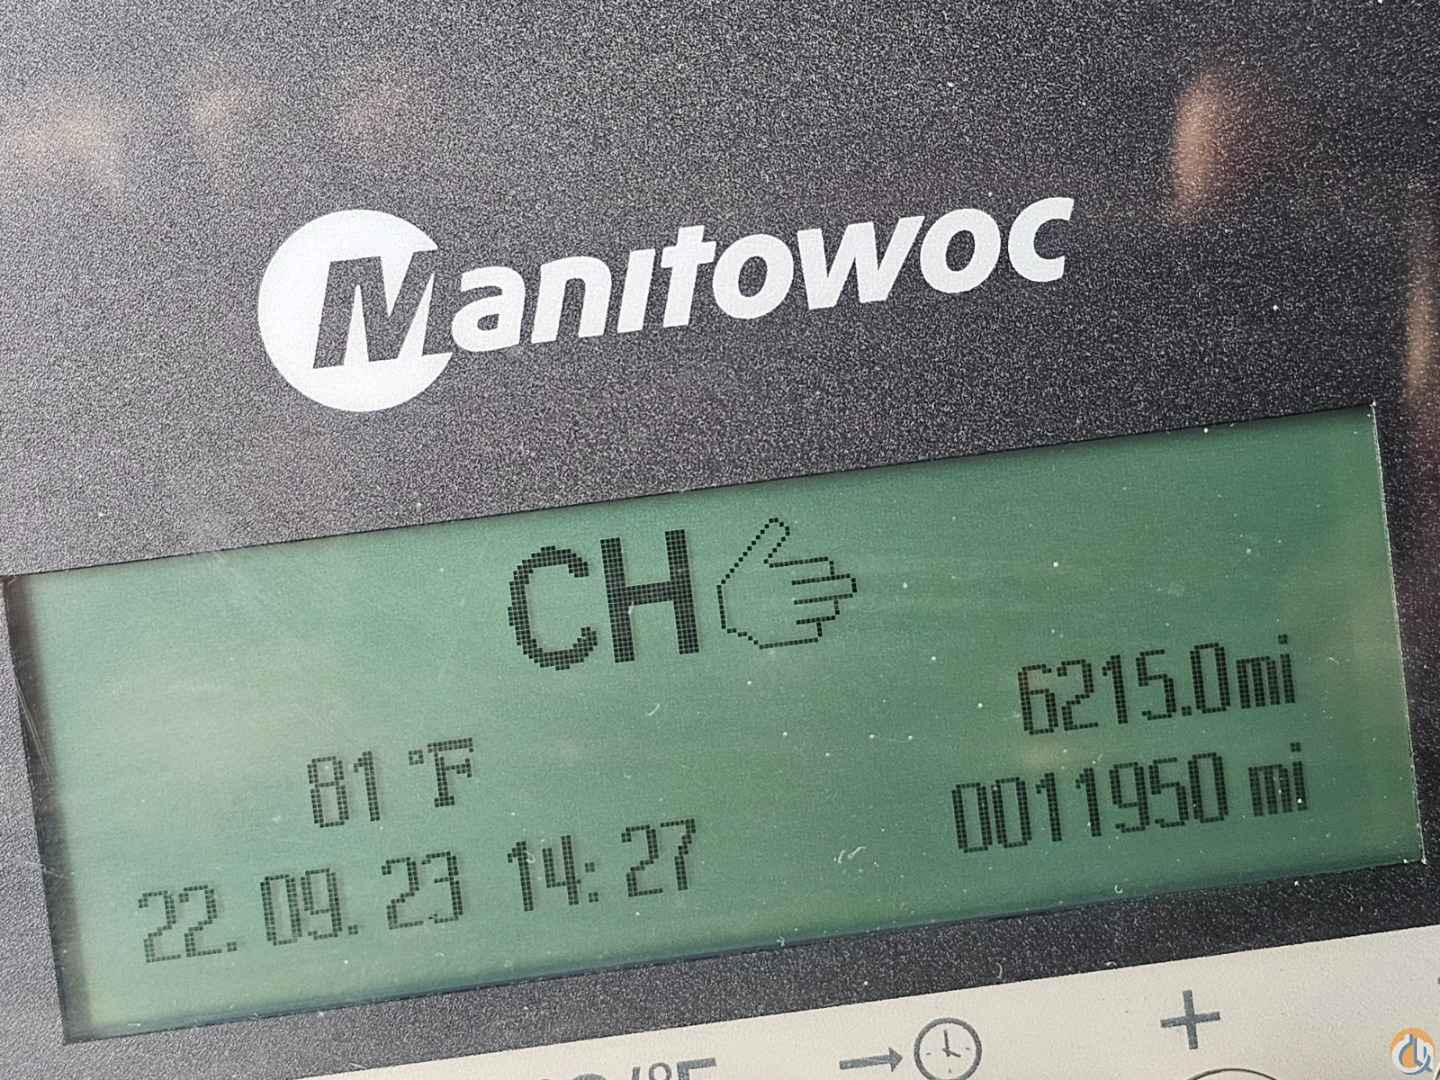 Manitowoc
CH
6215.0mi
81 °F
0011950 mi
22. 09. 23 14: 27
+